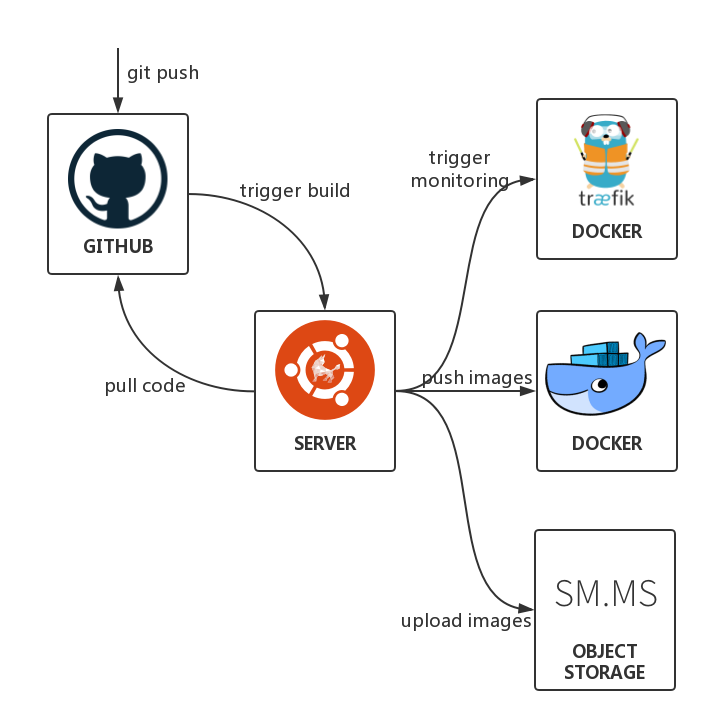 git push
GITHUB
trigger build
pull code
SERVER
trigger
monitoring
træfik
DOCKER
push images
DOCKER
upload images
SM.MS
OBJECT
STORAGE